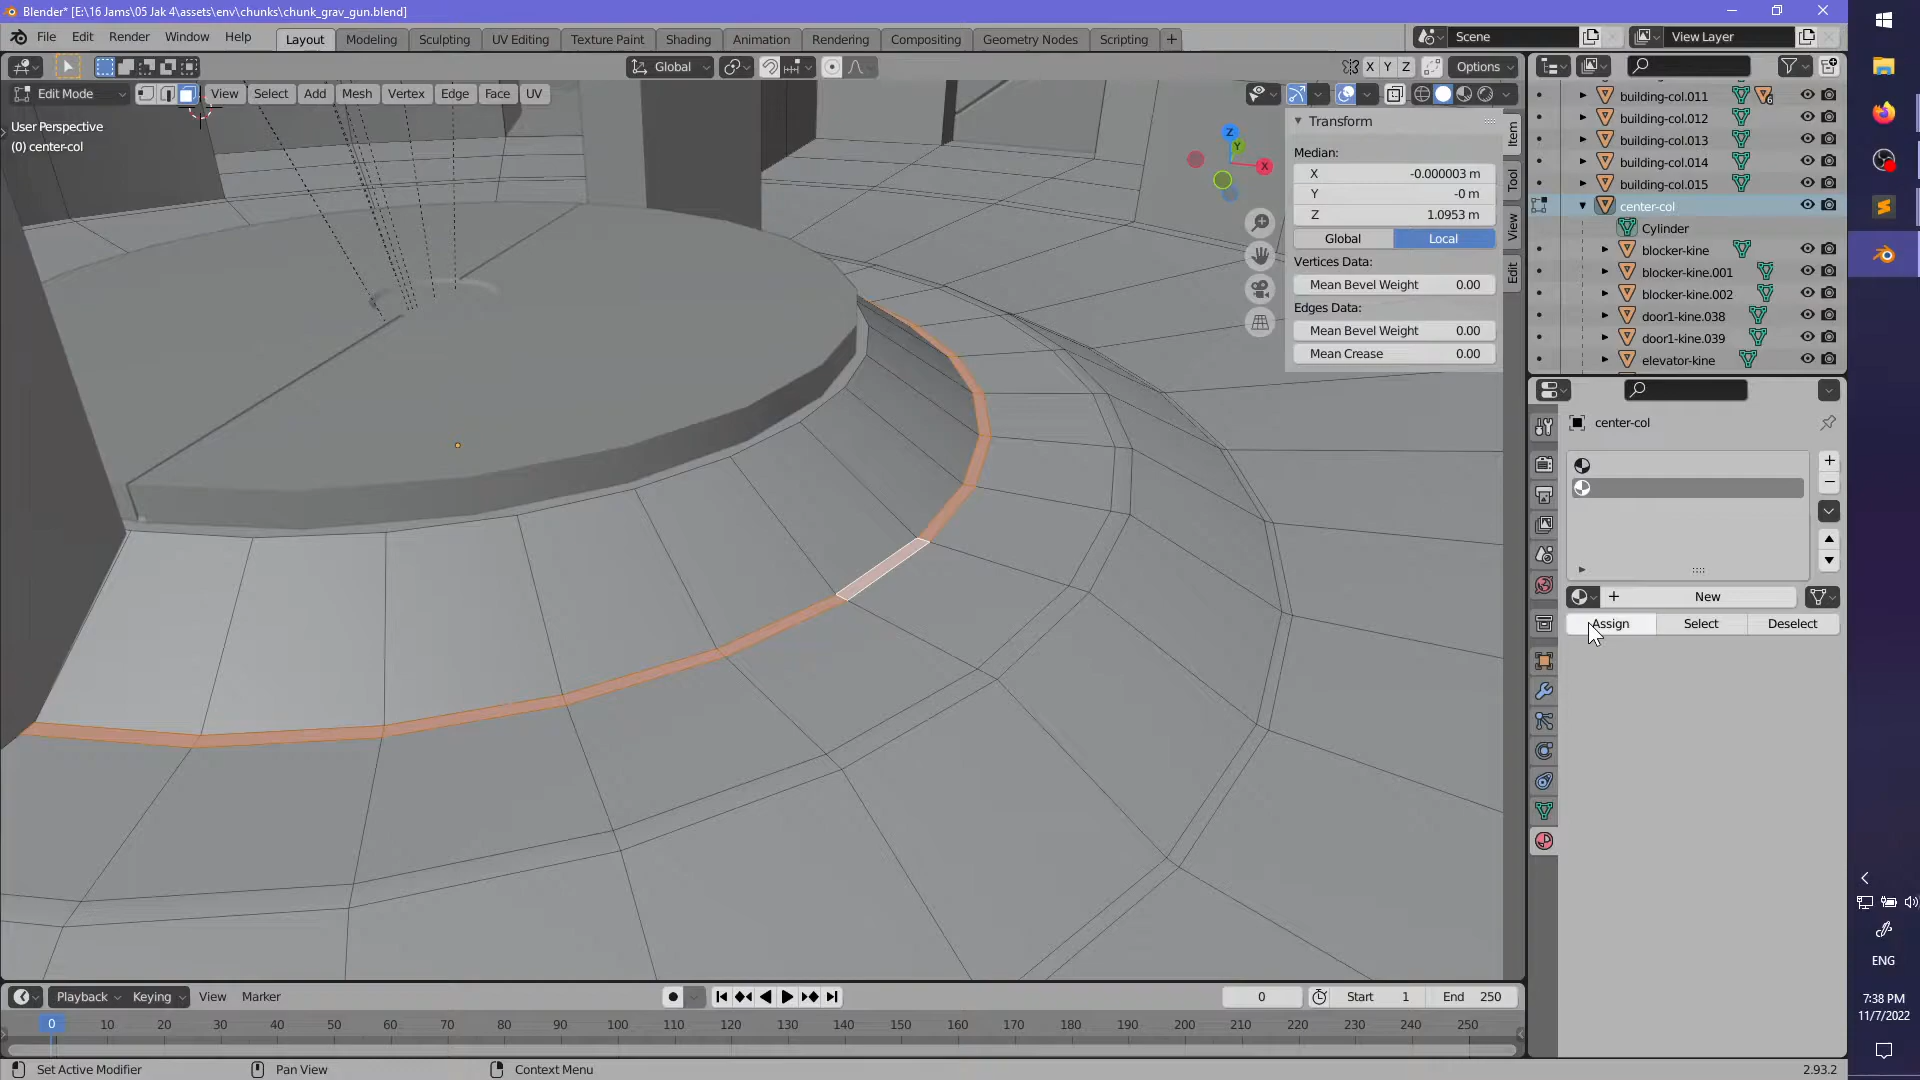 Blender* [E:\16 Jams\05 Jak 4\assets\env\chunks\chunk_grav_gun.blend]
File Edit Render Window Help Layout Modeling Sculpting UV Editing Texture Paint Shading Animation Rendering Compositing Geometry Nodes Scripting + Scene View Layer
Global X Y Z Options
Edit Mode View Select Add Mesh Vertex Edge Face UV
User Perspective
(0) center-col
Z
Y
X
Transform
Median:
X -0.000003 m
Y -0 m
Z 1.0953 m
Global Local
Vertices Data:
Mean Bevel Weight 0.00
Edges Data:
Mean Bevel Weight 0.00
Mean Crease 0.00
Item
Tool
View
Edit
building-col.011 6
building-col.012
building-col.013
building-col.014
building-col.015
center-col
Cylinder
blocker-kine
blocker-kine.001
blocker-kine.002
door1-kine.038
door1-kine.039
elevator-kine
center-col
+ New
Assign Select Deselect
Playback Keying View Marker 0 Start 1 End 250
0 10 20 30 40 50 60 70 80 90 100 110 120 130 140 150 160 170 180 190 200 210 220 230 240 250
Set Active Modifier Pan View Context Menu 2.93.2
ENG
7:38 PM
11/7/2022